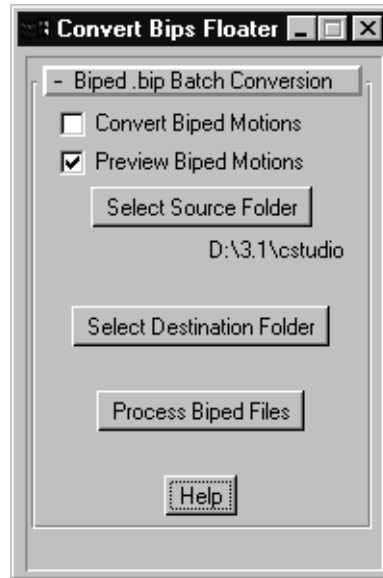 Convert Bips Floater
- Biped .bip Batch Conversion
Convert Biped Motions
Preview Biped Motions
Select Source Folder
D:\3.1\cstudio
Select Destination Folder
Process Biped Files
Help